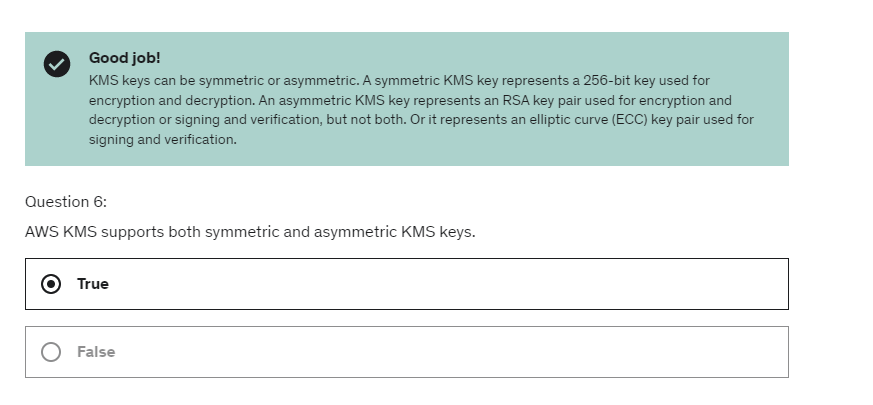 Good job!
KMS keys can be symmetric or asymmetric. A symmetric KMS key represents a 256-bit key used for
encryption and decryption. An asymmetric KMS key represents an RSA key pair used for encryption and
decryption or signing and verification, but not both. Or it represents an elliptic curve (ECC) key pair used for
signing and verification.
Question 6:
AWS KMS supports both symmetric and asymmetric KMS keys.
True
False